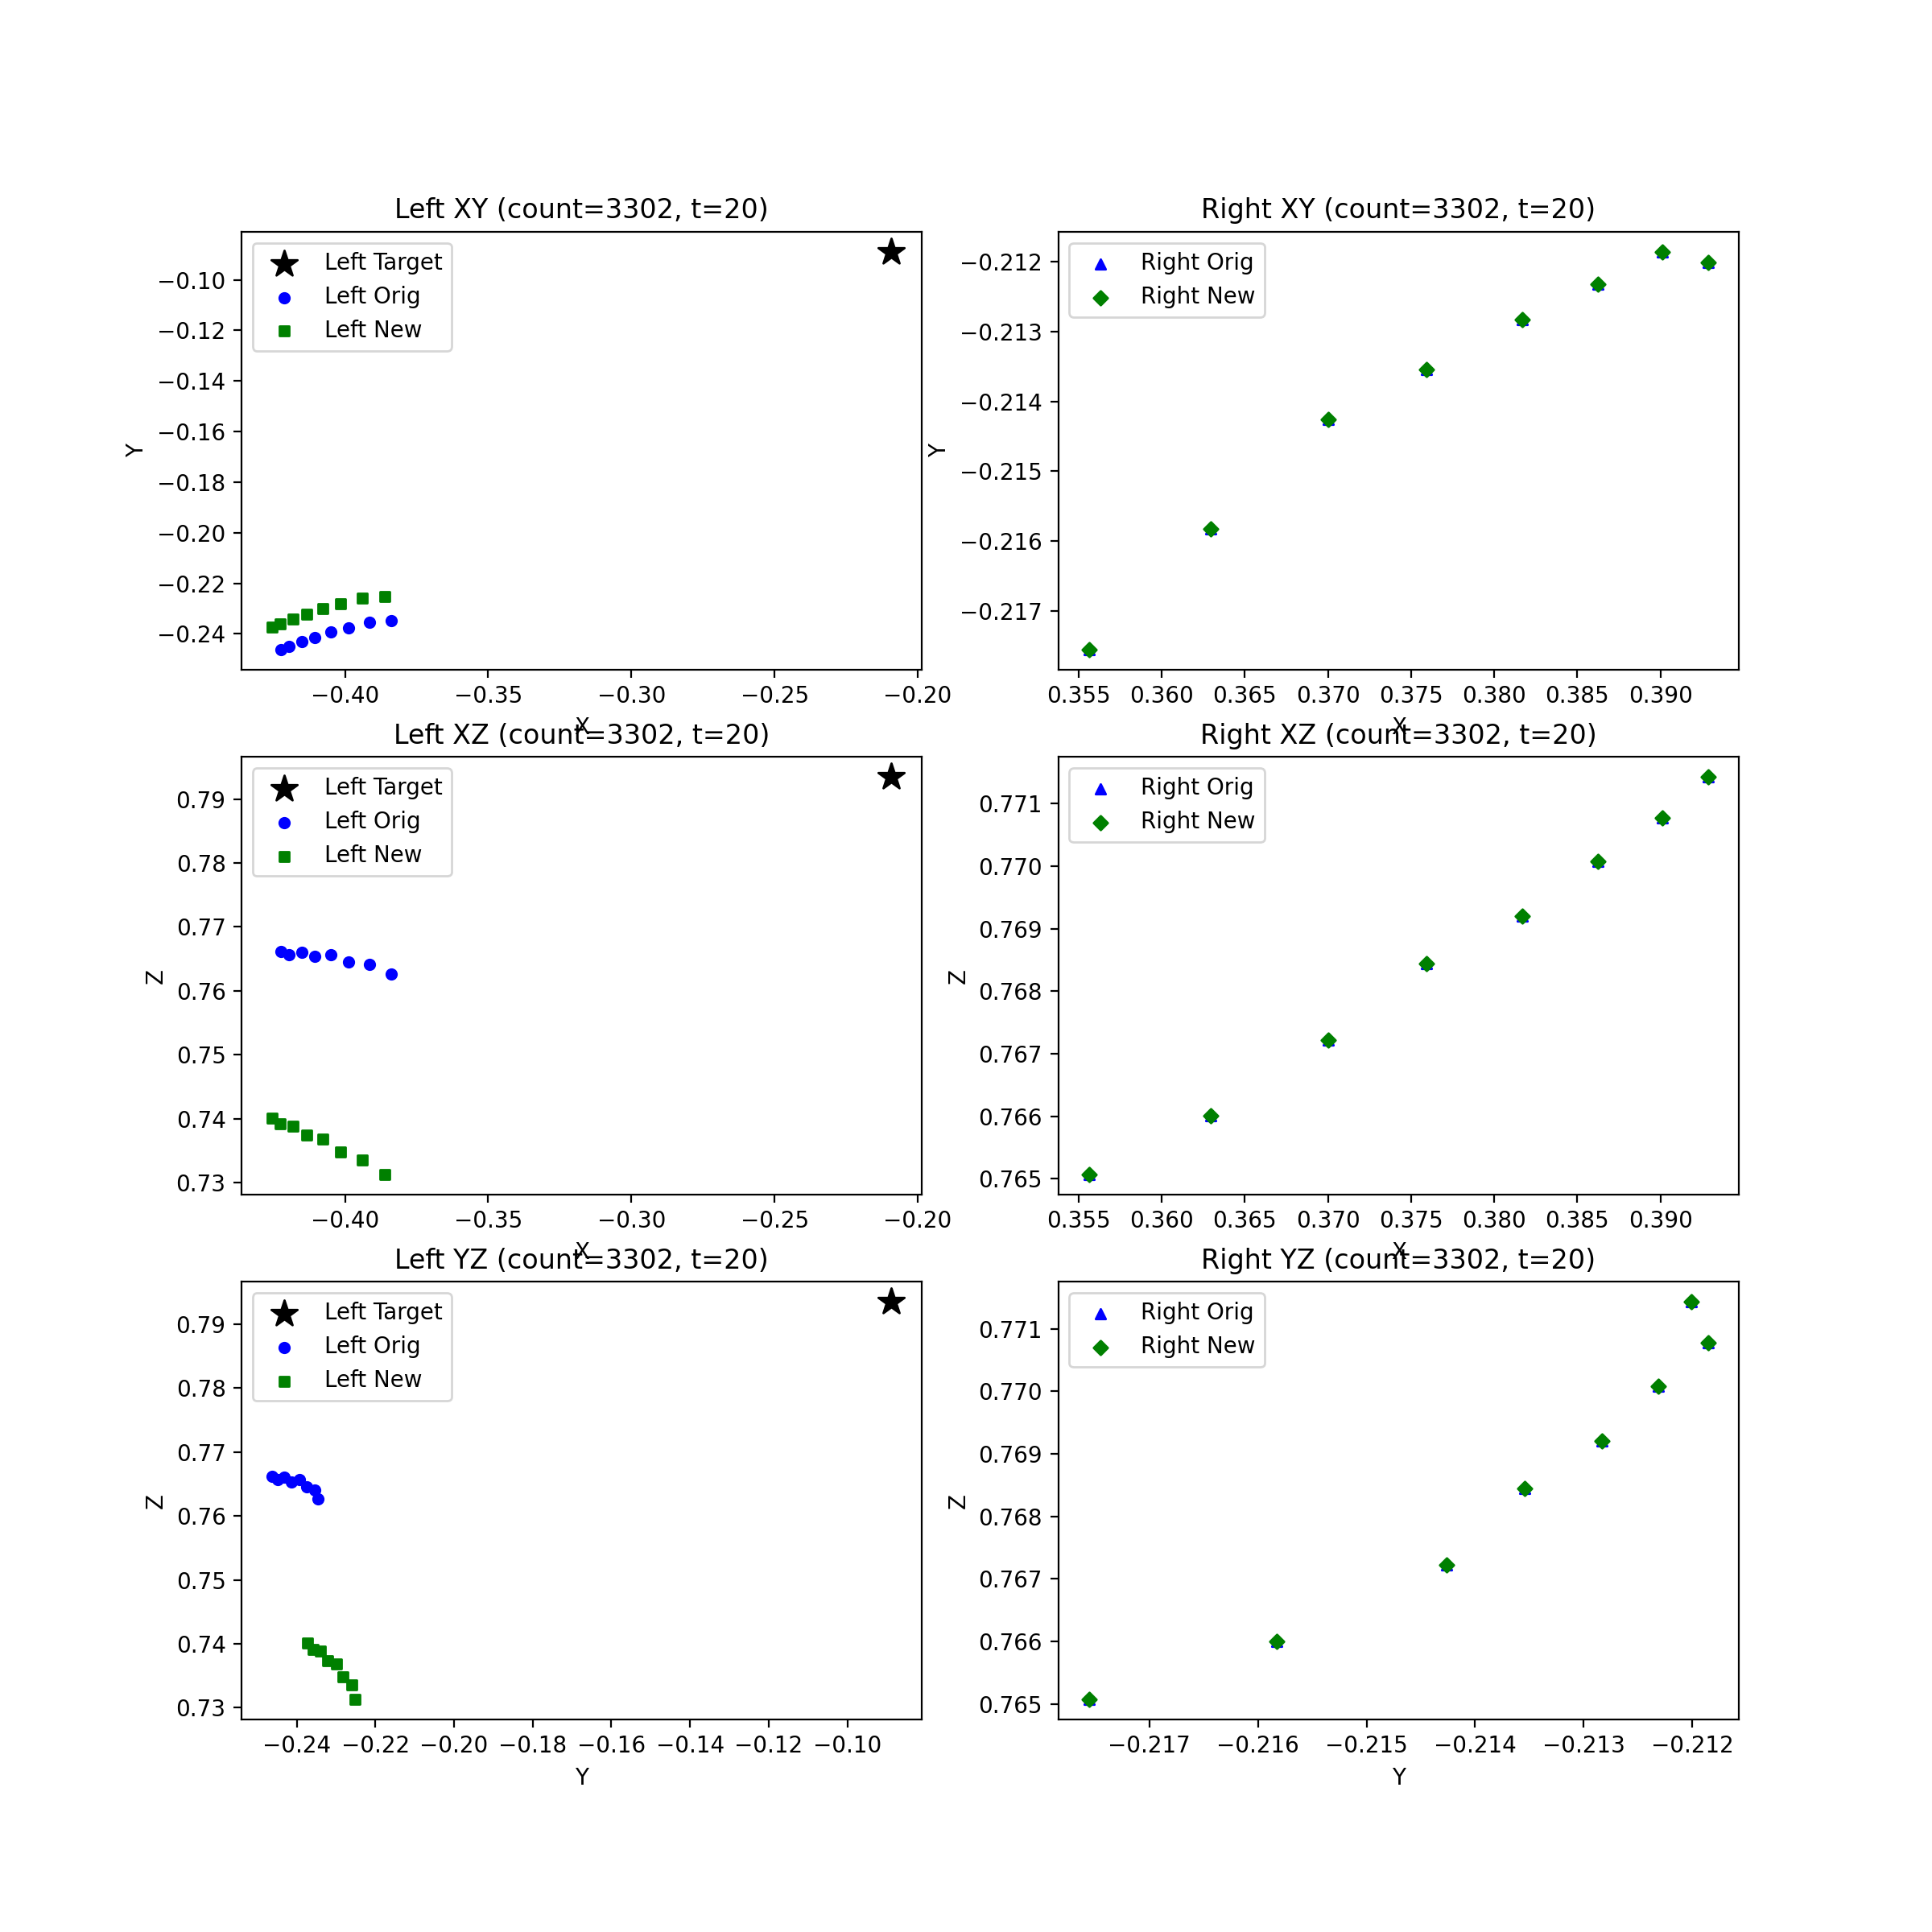 Left XY (count=3302, t=20)
Left Target
Left Orig
Left New
−0.10
−0.12
−0.14
−0.16
−0.18
−0.20
−0.22
−0.24
Y
−0.40 −0.35 −0.30 −0.25 −0.20
X
Right XY (count=3302, t=20)
Right Orig
Right New
−0.212
−0.213
−0.214
−0.215
−0.216
−0.217
Y
0.355 0.360 0.365 0.370 0.375 0.380 0.385 0.390
X
Left XZ (count=3302, t=20)
Left Target
Left Orig
Left New
0.79
0.78
0.77
0.76
0.75
0.74
0.73
Z
−0.40 −0.35 −0.30 −0.25 −0.20
X
Right XZ (count=3302, t=20)
Right Orig
Right New
0.771
0.770
0.769
0.768
0.767
0.766
0.765
Z
0.355 0.360 0.365 0.370 0.375 0.380 0.385 0.390
X
Left YZ (count=3302, t=20)
Left Target
Left Orig
Left New
0.79
0.78
0.77
0.76
0.75
0.74
0.73
Z
−0.24 −0.22 −0.20 −0.18 −0.16 −0.14 −0.12 −0.10
Y
Right YZ (count=3302, t=20)
Right Orig
Right New
0.771
0.770
0.769
0.768
0.767
0.766
0.765
Z
−0.217 −0.216 −0.215 −0.214 −0.213 −0.212
Y